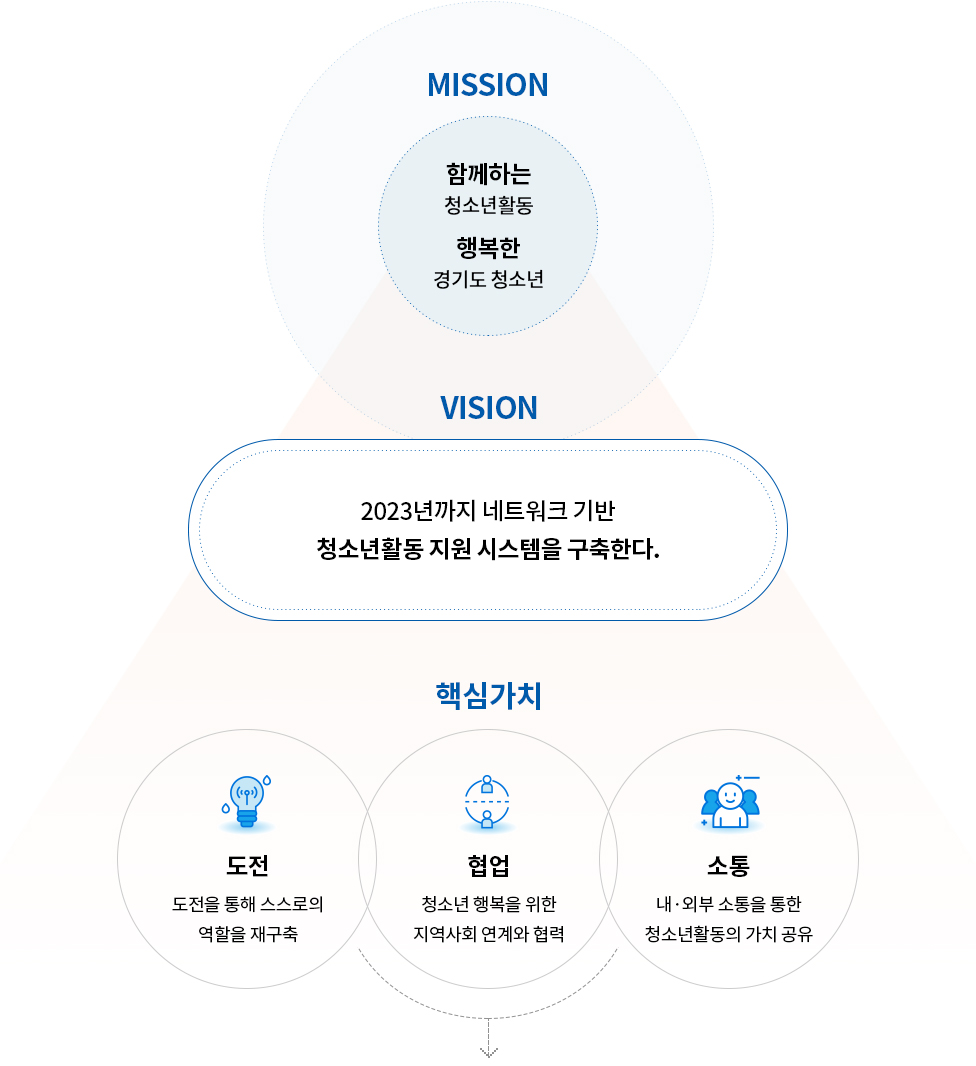 MISSION
함께하는
청소년활동
행복한
경기도 청소년
VISION
2023년까지 네트워크 기반
청소년활동 지원 시스템을 구축한다.
핵심가치
도전
도전을 통해 스스로의
역할을 재구축
협업
청소년 행복을 위한
지역사회 연계와 협력
소통
내·외부 소통을 통한
청소년활동의 가치 공유